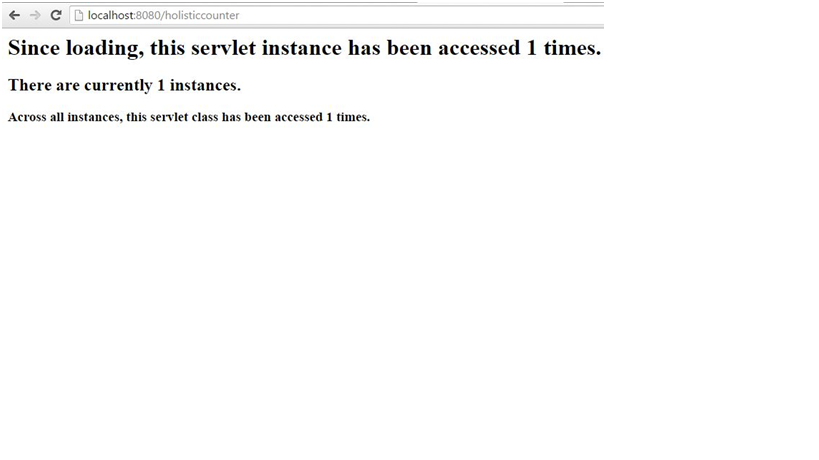 localhost:8080/holisticcounter
Since loading, this servlet instance has been accessed 1 times.
There are currently 1 instances.
Across all instances, this servlet class has been accessed 1 times.